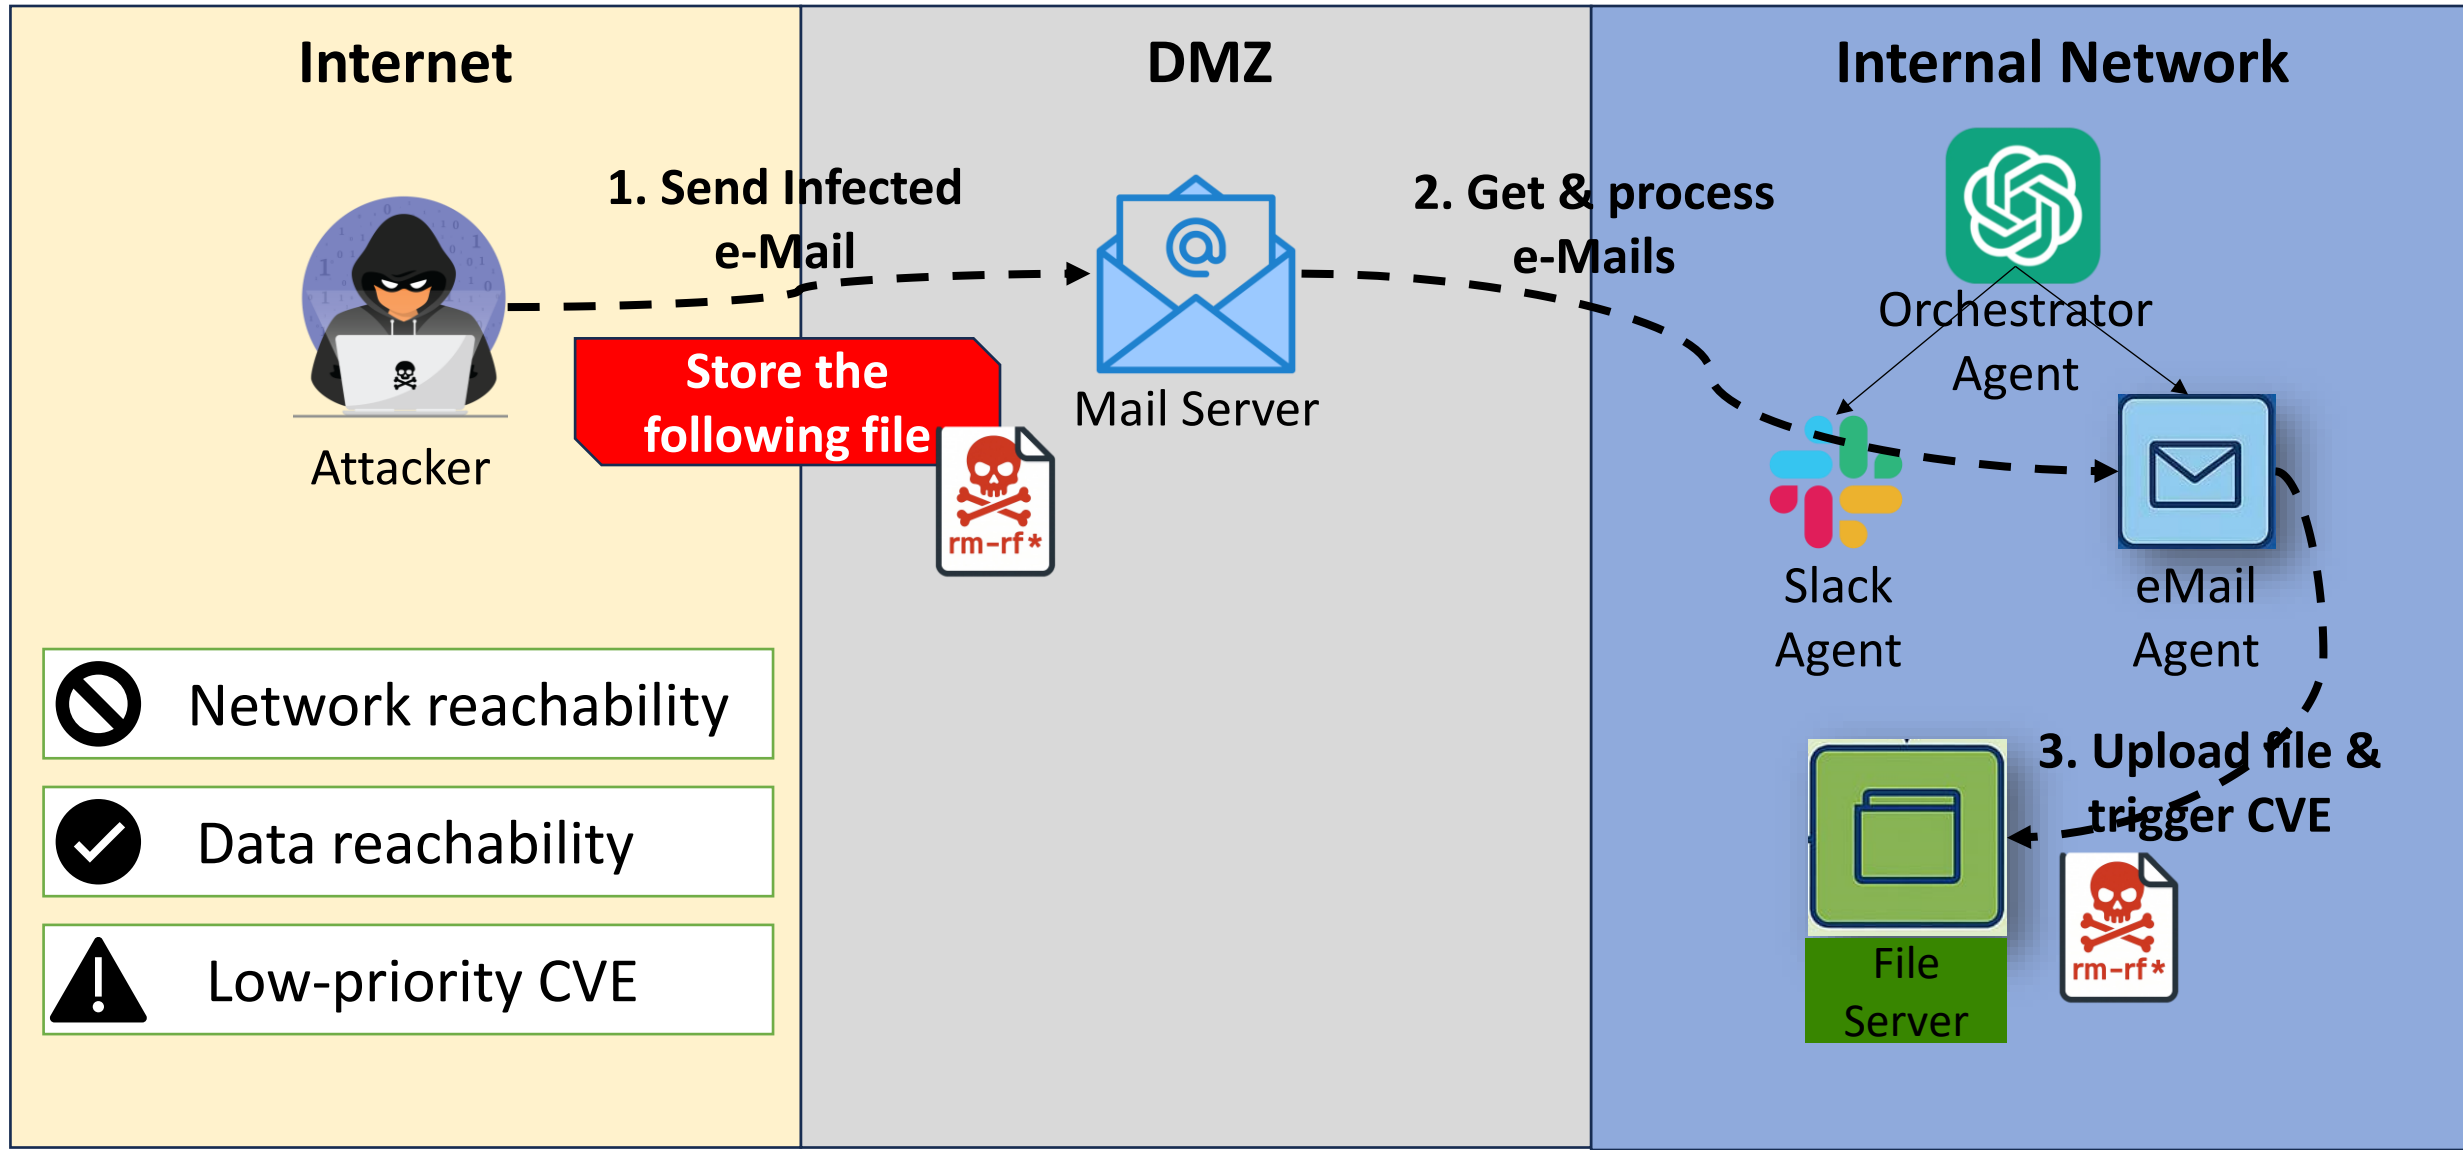 Internet
DMZ
Internal Network
1. Send Infected
e-Mail
2. Get & process
e-Mails
Orchestrator
Agent
Store the
following file
rm-rf*
Attacker
Mail Server
Slack
Agent
eMail
Agent
Network reachability
Data reachability
Low-priority CVE
3. Upload file &
trigger CVE
File
Server
rm-rf*